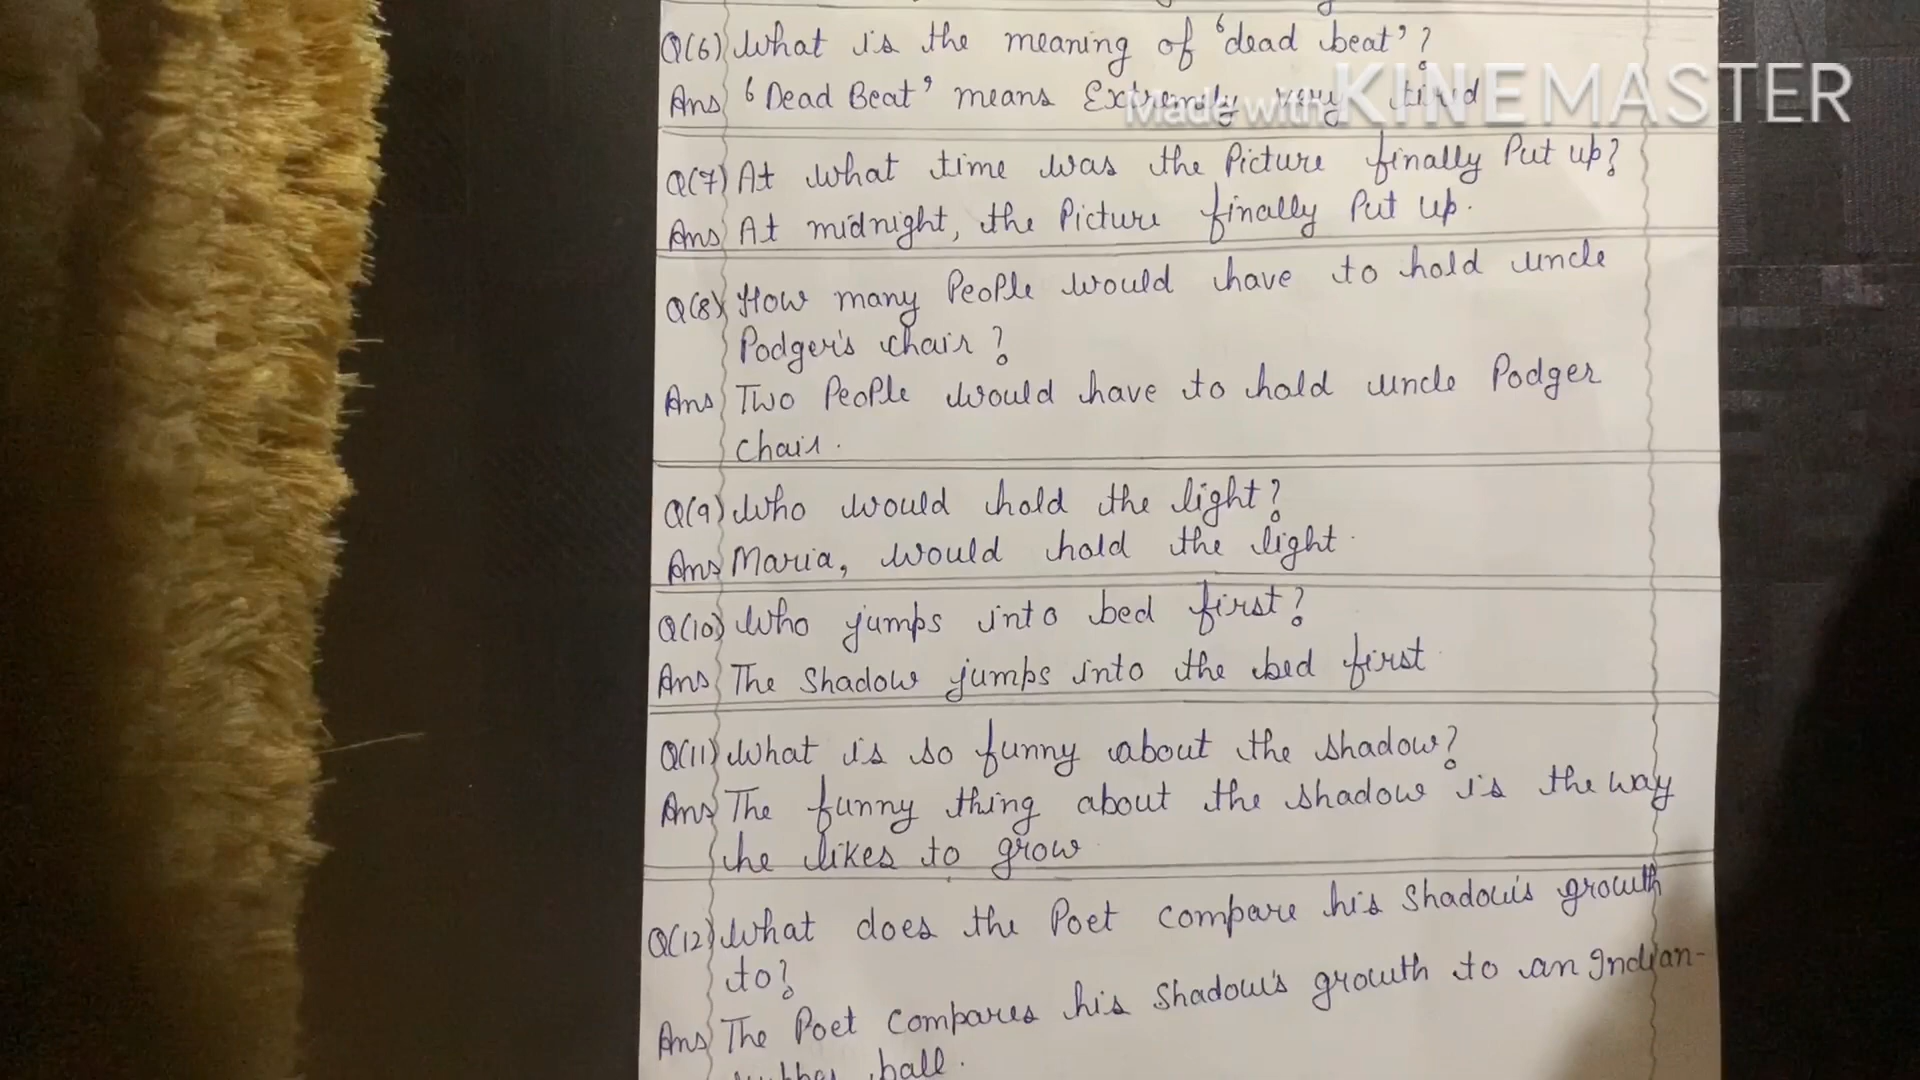 Q(6) What is the meaning of 'dead beat'?
Ans 'Dead Beat' means Extremely very tired
Made with KINEMASTER
Q(7) At what time was the Picture finally Put up?
Ans At midnight, the Picture finally Put up.
Q(8) How many People would have to hold uncle
Podger's chair?
Ans Two People would have to hold uncle Podger
chair.
Q(9) Who would hold the light?
Ans Maria, would hold the light.
Q(10) Who jumps into bed first?
Ans The Shadow jumps into the bed first
Q(11) What is so funny about the shadow?
Ans The funny thing about the shadow is the way
he likes to grow
Q(12) What does the Poet compare his Shadow's growth
to?
Ans The Poet compares his Shadow's growth to an Indian-
ball.